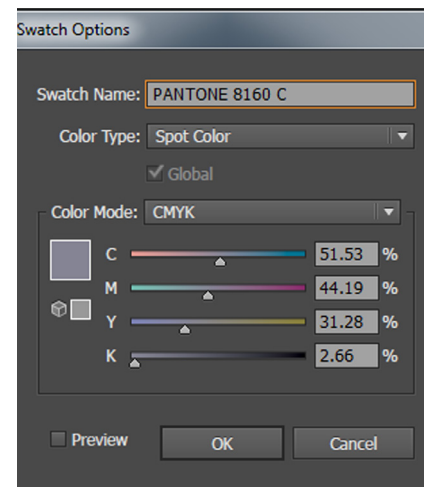 Swatch Options
Swatch Name: PANTONE 8160 C
Color Type: Spot Color
Global
Color Mode: CMYK
C 51.53 %
M 44.19 %
Y 31.28 %
K 2.66 %
Preview OK Cancel